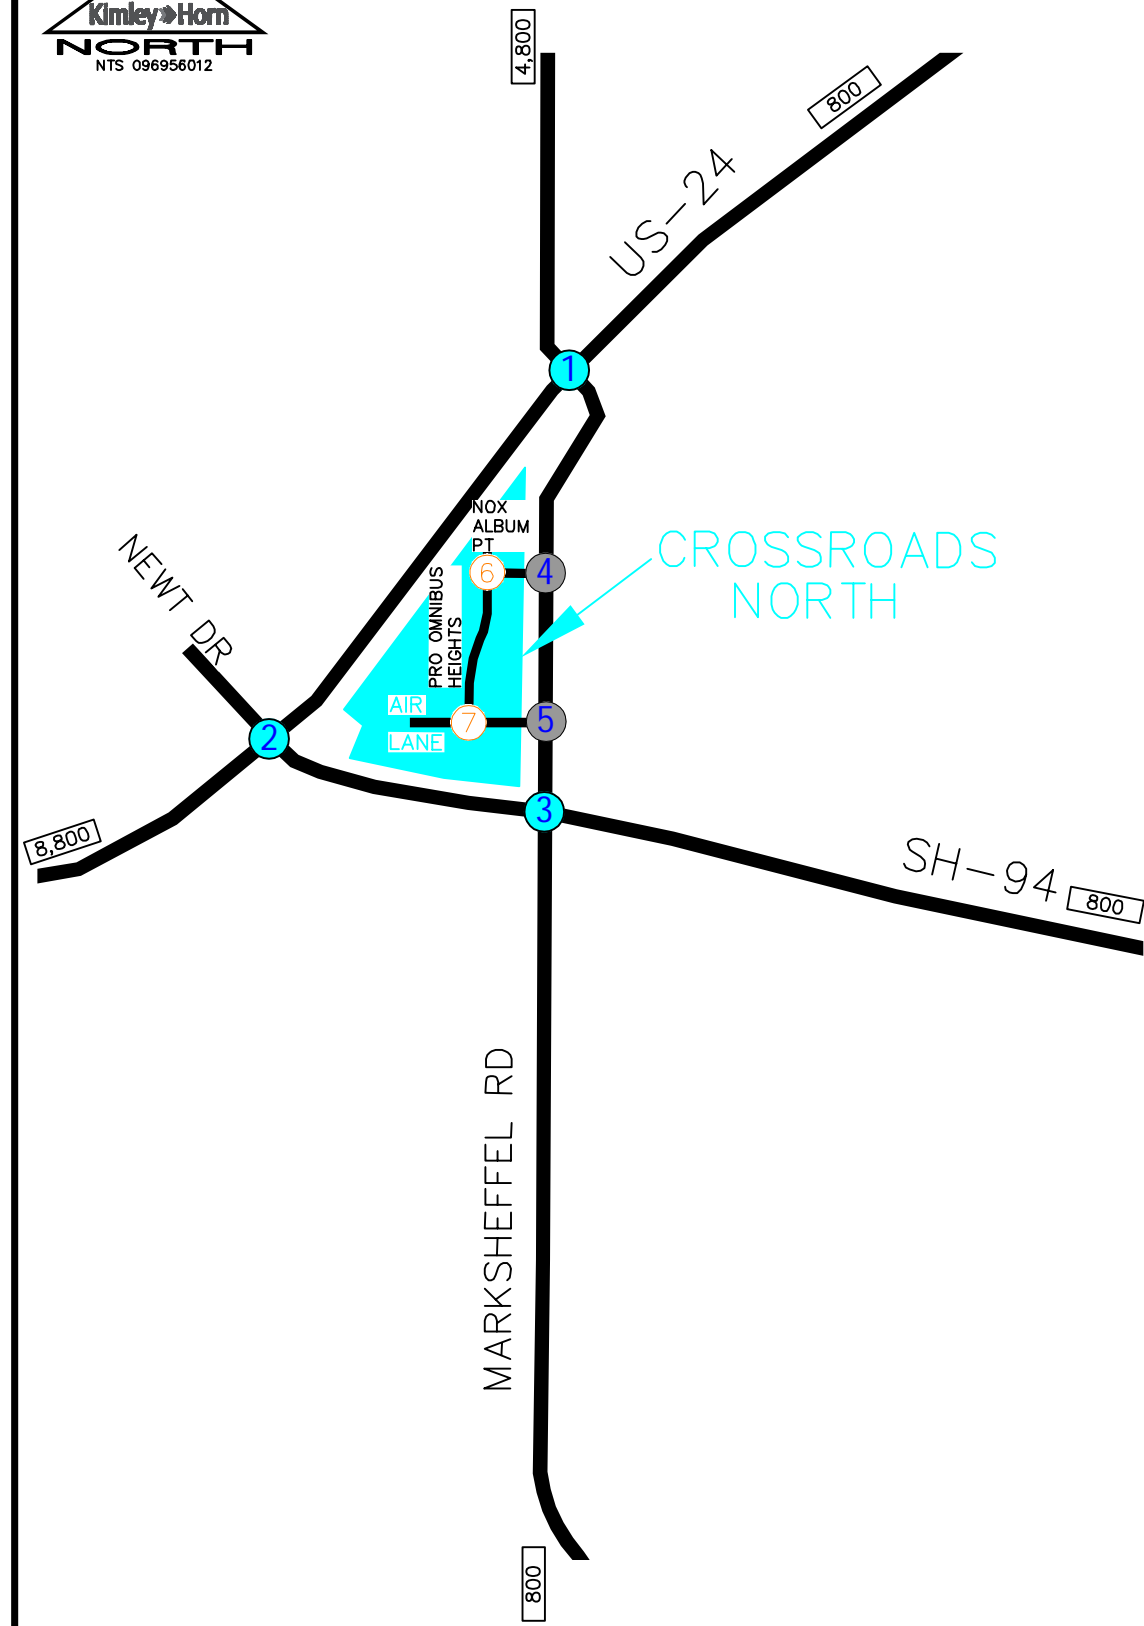 Kimley»Horn
NORTH
NTS 096956012
4,800
800
US-24
1
NOX
ALBUM
PT
CROSSROADS
NORTH
NEWT DR
6
4
PRO OMNIBUS
HEIGHTS
AIR
LANE
7
5
2
3
8,800
SH-94
800
MARKSHEFFEL RD
800